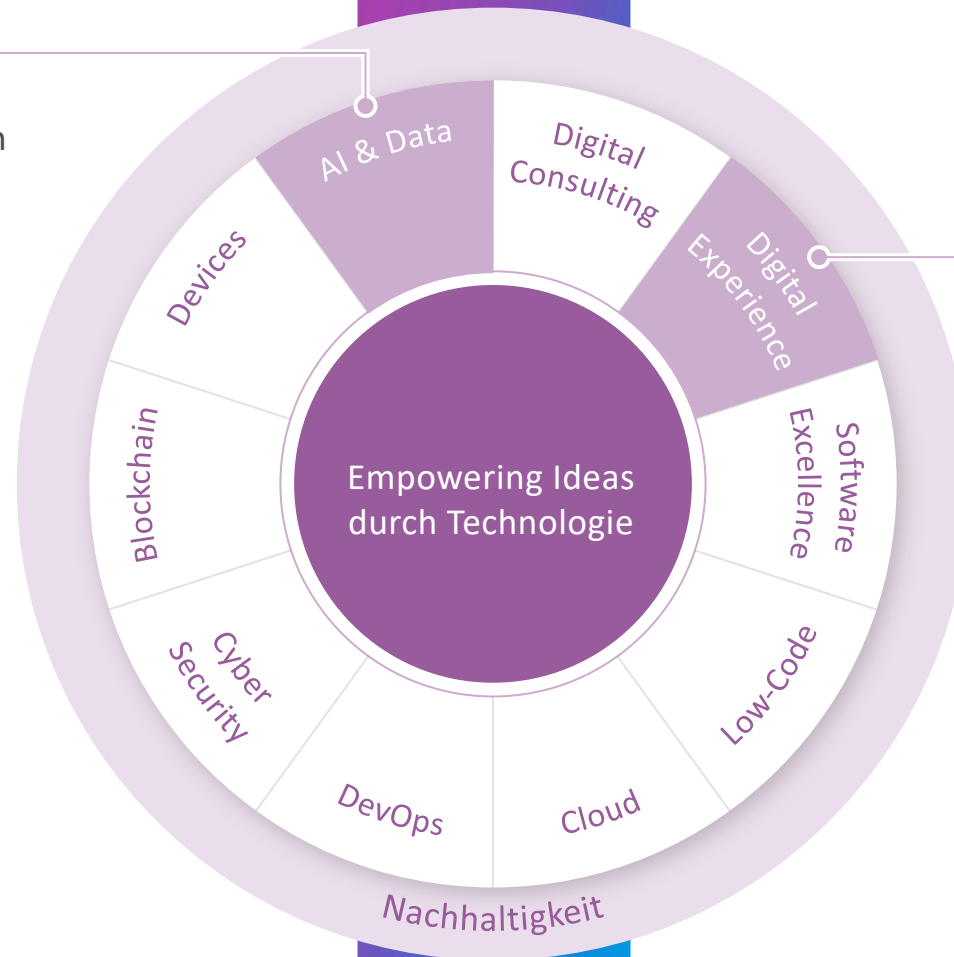 n
AI & Data
Digital
Consulting
Digital
Experience
Software
Excellence
Low-Code
Cloud
DevOps
Cyber
Security
Blockchain
Devices
Empowering Ideas
durch Technologie
Nachhaltigkeit